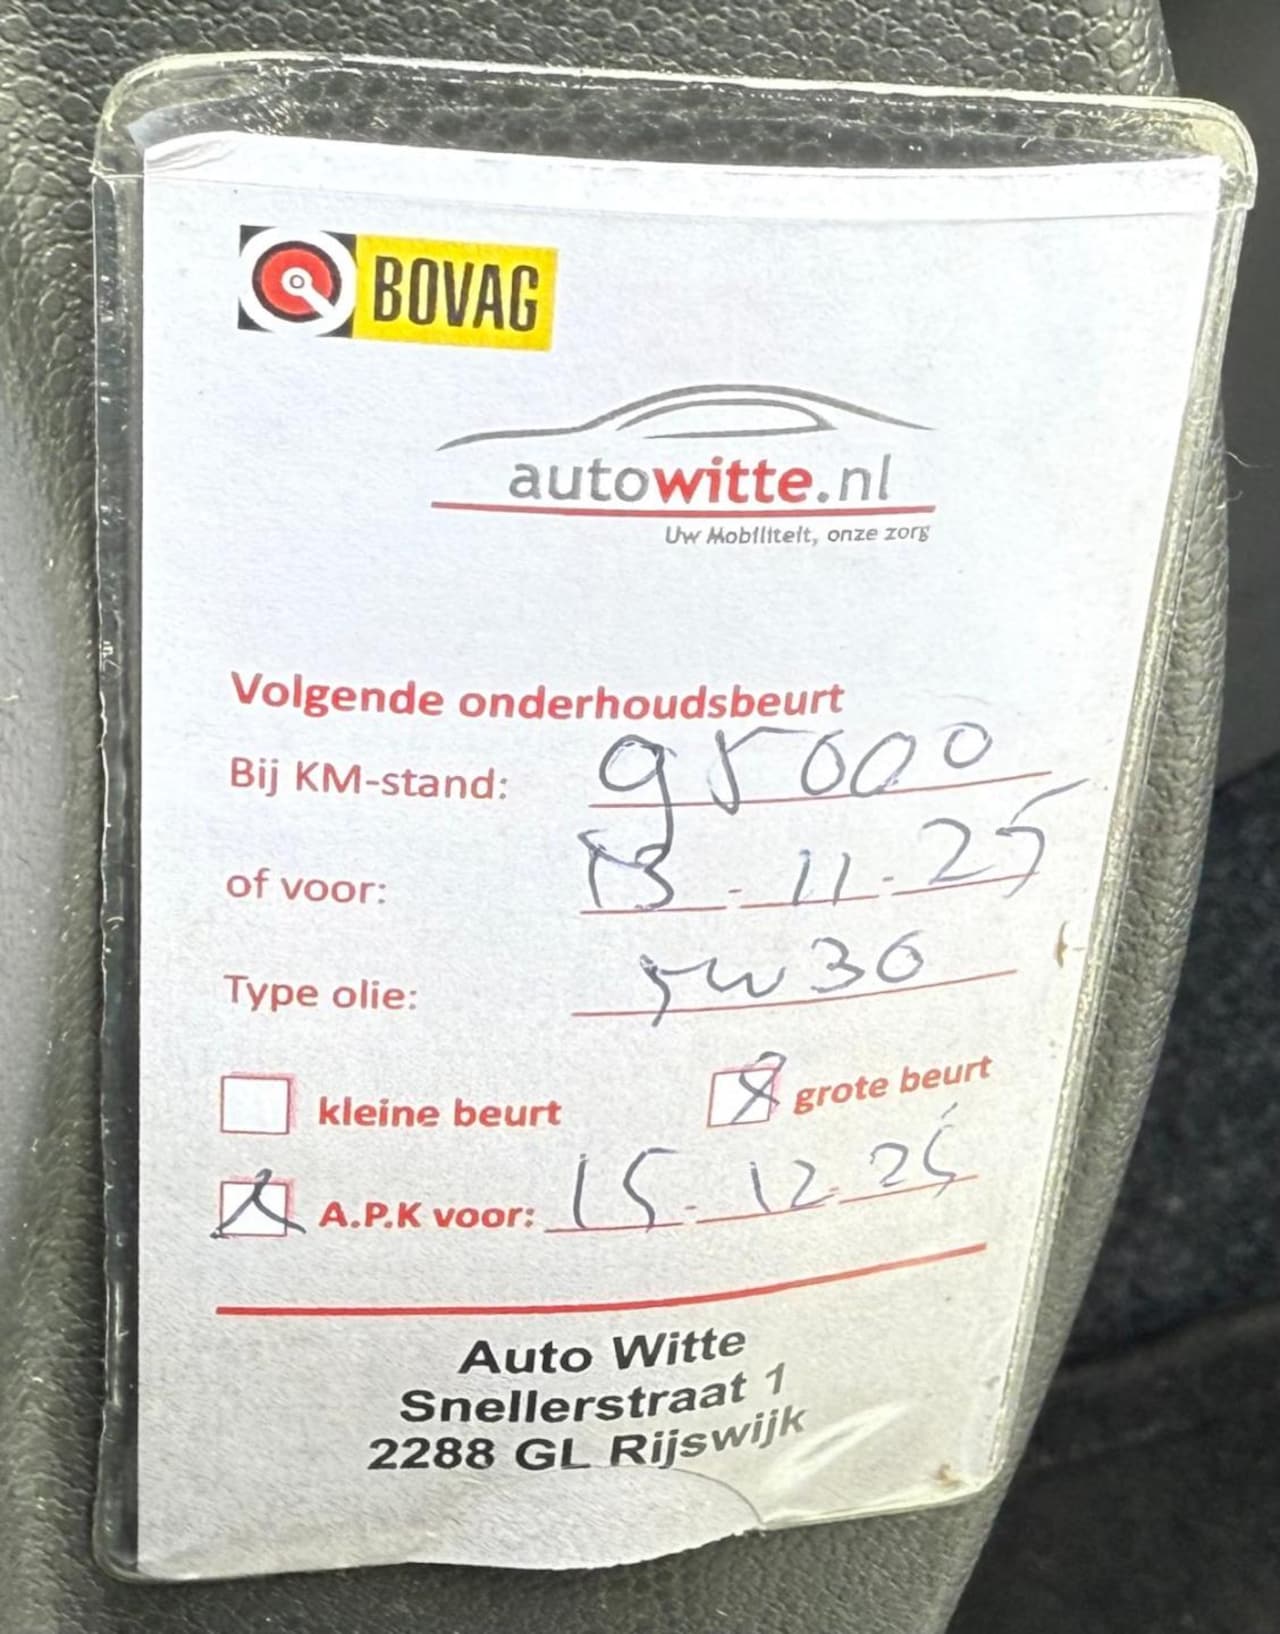 BOVAG
autowitte.nl
Uw Mobiliteit, onze zorg
Volgende onderhoudsbeurt
Bij KM-stand: 95000
of voor: 13 - 11 - 25
Type olie: 5w30
kleine beurt grote beurt
A.P.K voor: 15 - 12 - 25
Auto Witte
Snellerstraat 1
2288 GL Rijswijk